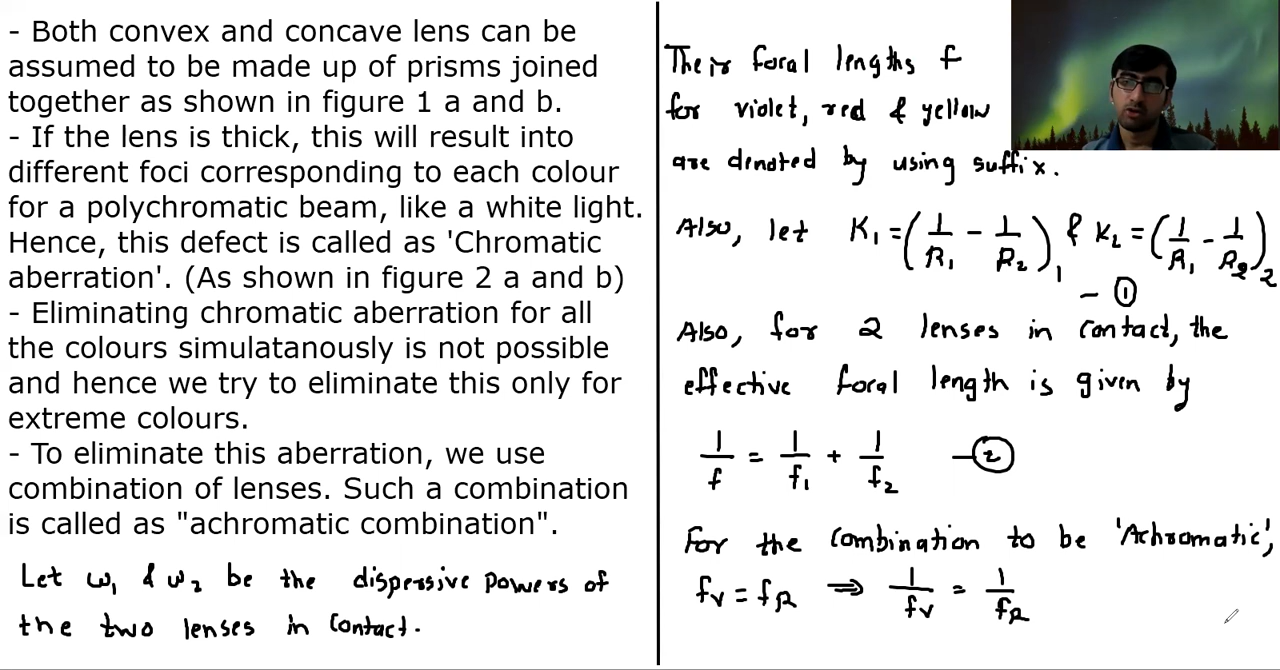 - Both convex and concave lens can be
assumed to be made up of prisms joined
together as shown in figure 1 a and b.
- If the lens is thick, this will result into
different foci corresponding to each colour
for a polychromatic beam, like a white light.
Hence, this defect is called as 'Chromatic
aberration'. (As shown in figure 2 a and b)
- Eliminating chromatic aberration for all
the colours simulatanously is not possible
and hence we try to eliminate this only for
extreme colours.
- To eliminate this aberration, we use
combination of lenses. Such a combination
is called as "achromatic combination".
Let ω₁ & ω₂ be the dispersive powers of
the two lenses in contact.
Their focal lengths f
for violet, red & yellow
are denoted by using suffix.
Also, let K₁ = (1/R₁ - 1/R₂)₁ & K₂ = (1/R₁ - 1/R₂)₂
- ①
Also, for 2 lenses in contact, the
effective focal length is given by
1/f = 1/f₁ + 1/f₂ - ②
For the combination to be 'Achromatic',
fv = fR ⇒ 1/fv = 1/fR